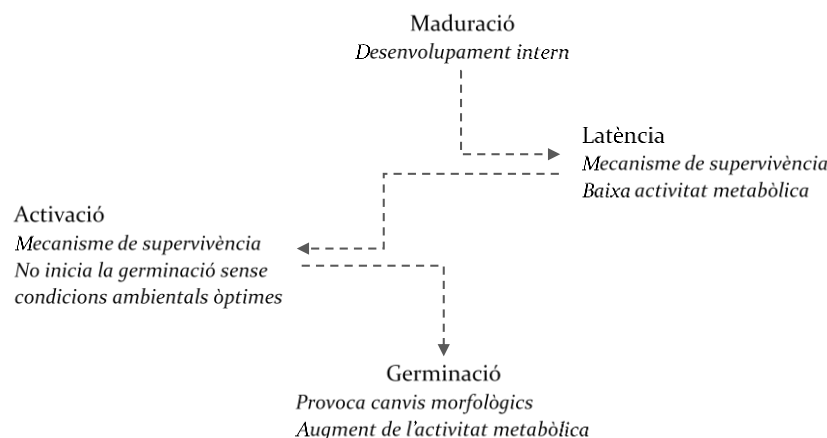 Maduració
Desenvolupament intern
Latència
Mecanisme de supervivència
Baixa activitat metabòlica
Activació
Mecanisme de supervivència
No inicia la germinació sense
condicions ambientals òptimes
Germinació
Provoca canvis morfològics
Augment de l’activitat metabòlica